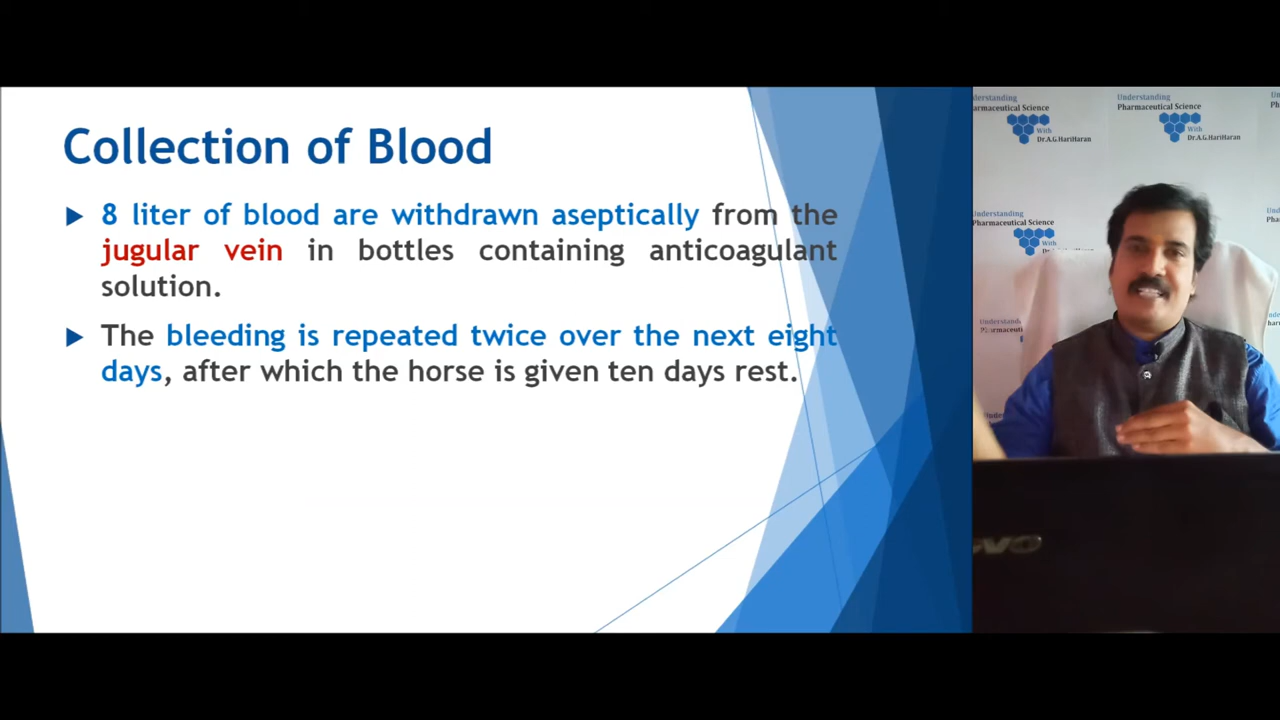 Collection of Blood
8 liter of blood are withdrawn aseptically from the
jugular vein in bottles containing anticoagulant
solution.
The bleeding is repeated twice over the next eight
days, after which the horse is given ten days rest.
Understanding
Pharmaceutical Science
With
Dr.A.G.HariHaran
Understanding
Pharmaceutical Science
With
Dr.A.G.HariHaran
Understanding
Pharmaceutical Science
With